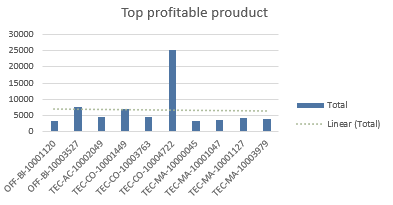 Top profitable prouduct
30000
25000
20000
15000
10000
5000
0
OFF-BI-10001120
OFF-BI-10003527
TEC-AC-10002049
TEC-CO-10001449
TEC-CO-10003763
TEC-CO-10004722
TEC-MA-10000045
TEC-MA-10001047
TEC-MA-10001127
TEC-MA-10003979
Total
Linear (Total)